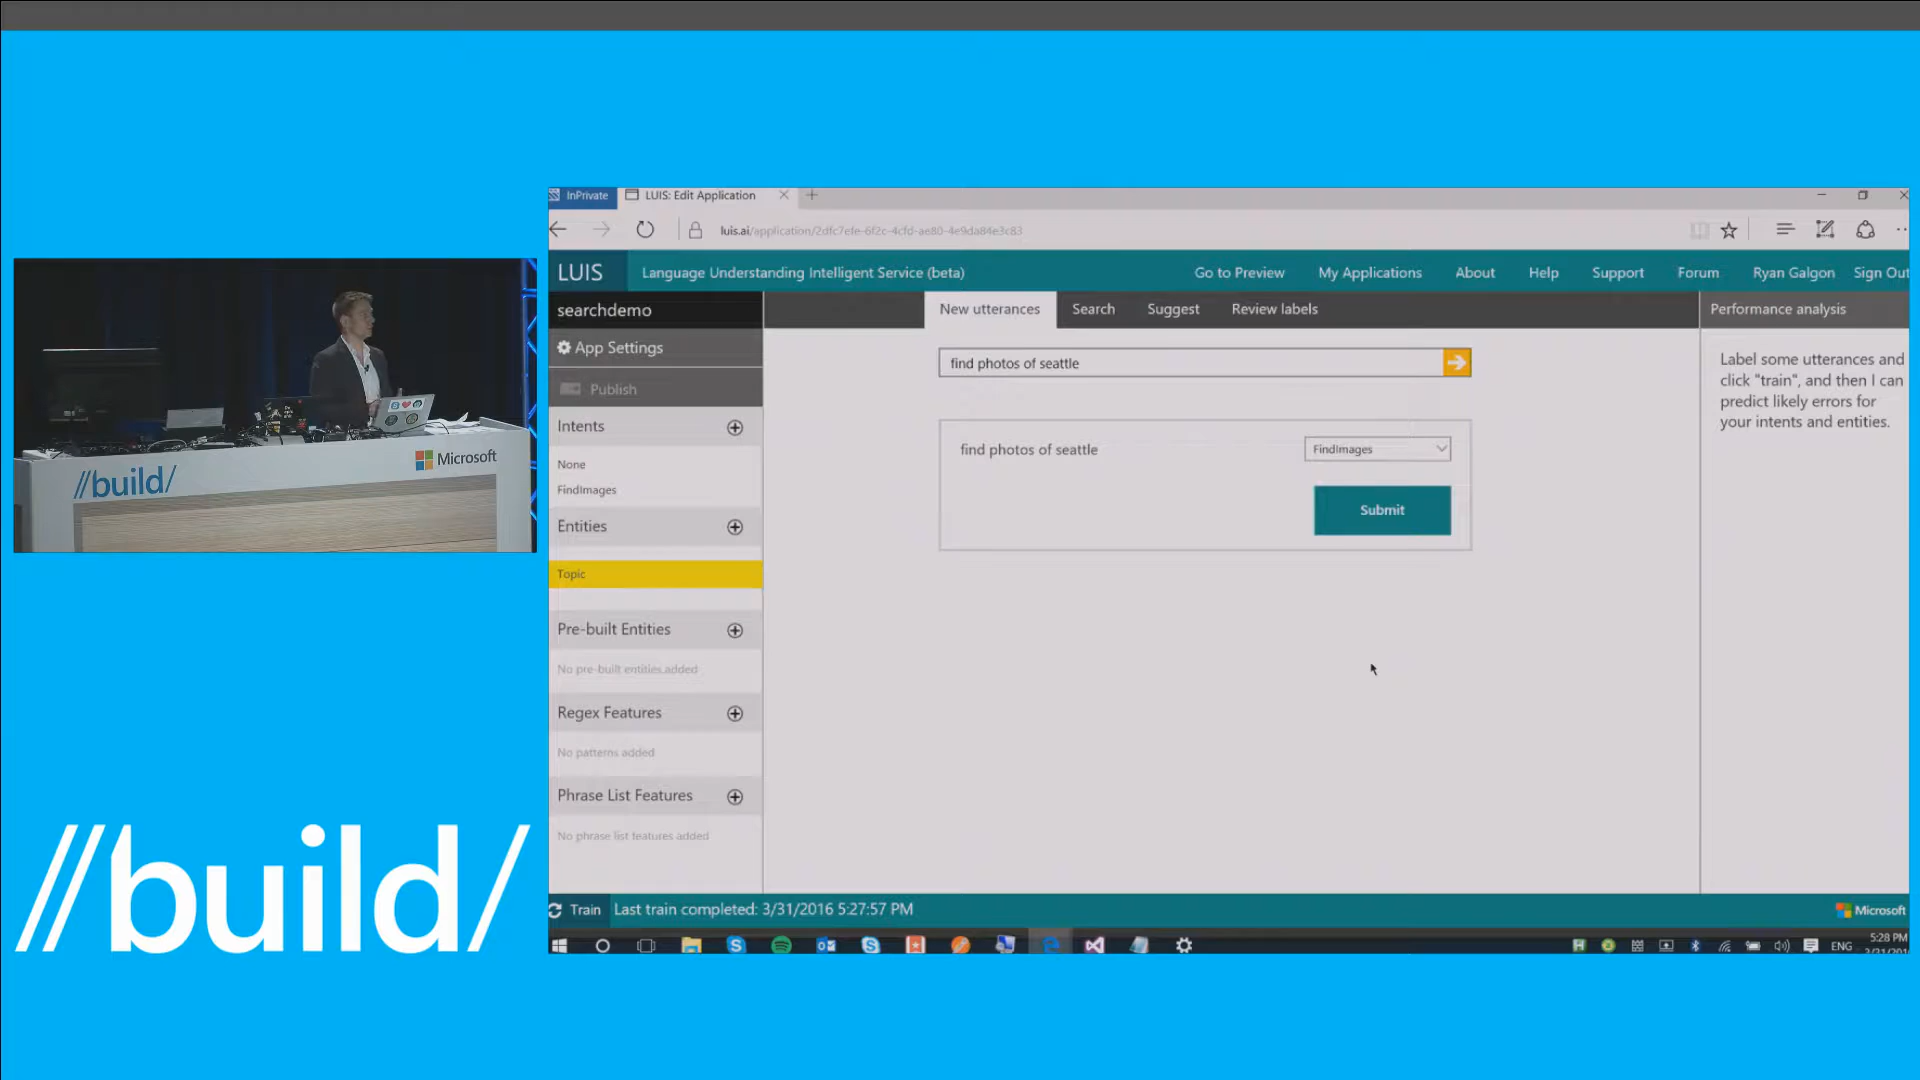 InPrivate
LUIS: Edit Application
luis.ai/application/2dfc7efe-6f2c-4cfd-ae80-4e9da84e3c83
LUIS
Language Understanding Intelligent Service (beta)
Go to Preview
My Applications
About
Help
Support
Forum
Ryan Galgon
Sign Out
searchdemo
New utterances
Search
Suggest
Review labels
Performance analysis
App Settings
Publish
find photos of seattle
Label some utterances and
click "train", and then I can
predict likely errors for
your intents and entities.
Intents
None
FindImages
find photos of seattle
FindImages
Submit
Entities
Topic
Pre-built Entities
No pre-built entities added
Regex Features
No patterns added
Phrase List Features
No phrase list features added
Train
Last train completed: 3/31/2016 5:27:57 PM
Microsoft
ENG
5:28 PM
//build/
Microsoft
//build/